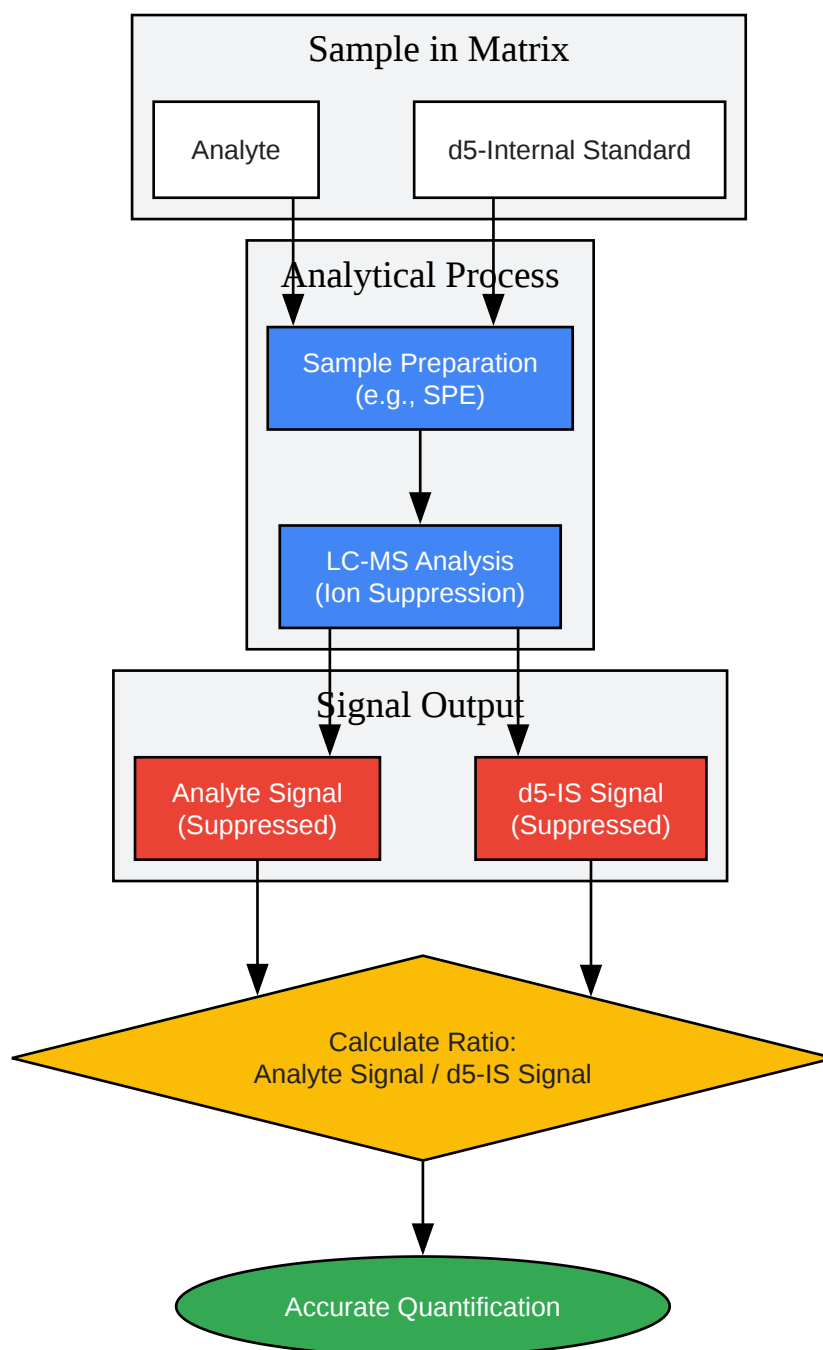 Sample in Matrix
Analyte
d5-Internal Standard
Analytical Process
Sample Preparation
(e.g., SPE)
LC-MS Analysis
(Ion Suppression)
Signal Output
Analyte Signal
(Suppressed)
d5-IS Signal
(Suppressed)
Calculate Ratio:
Analyte Signal / d5-IS Signal
Accurate Quantification